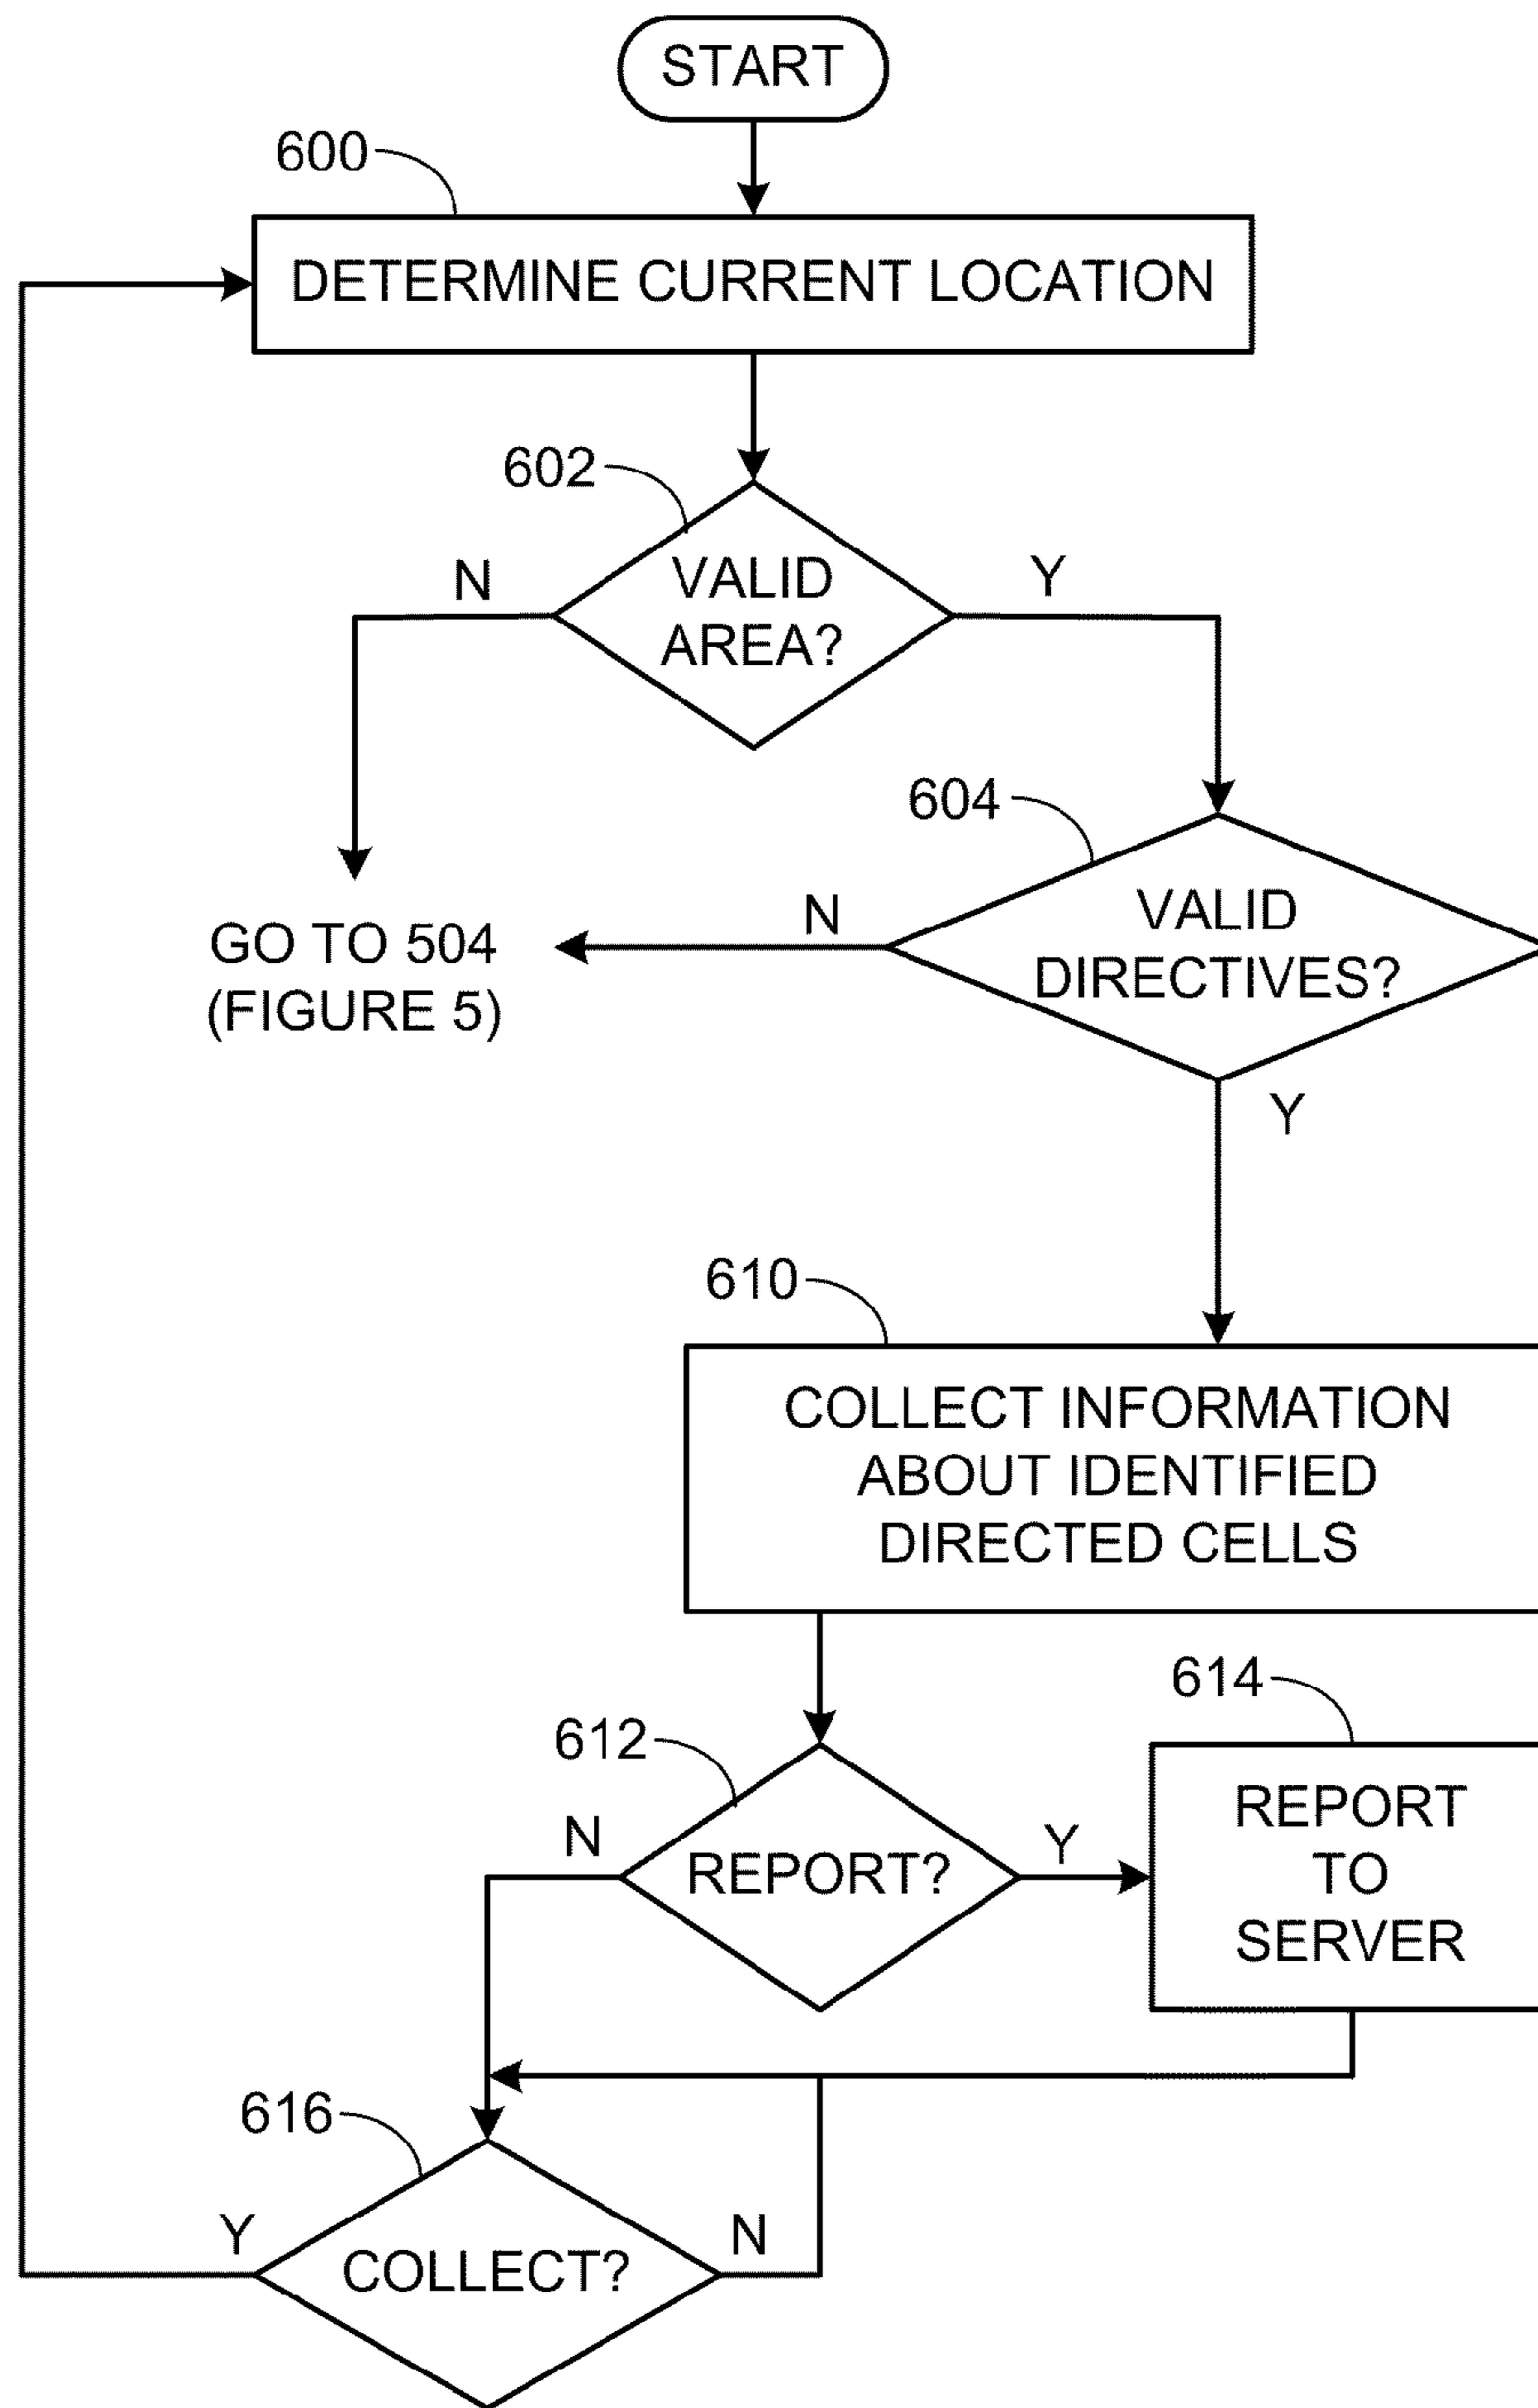 START
600
DETERMINE CURRENT LOCATION
602
N
Y
VALID
AREA?
604
N
VALID
DIRECTIVES?
GO TO 504
(FIGURE 5)
Y
610
COLLECT INFORMATION
ABOUT IDENTIFIED
DIRECTED CELLS
614
612
N
Y
REPORT?
REPORT
TO
SERVER
616
Y
N
COLLECT?